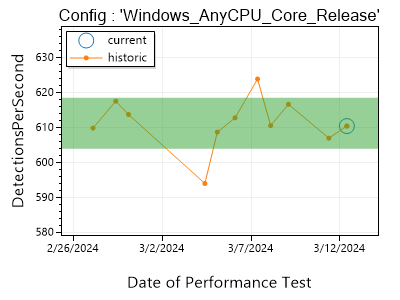 Config : 'Windows_AnyCPU_Core_Release'
current
historic
DetectionsPerSecond
630
620
610
600
590
580
2/26/2024 3/2/2024 3/7/2024 3/12/2024
Date of Performance Test